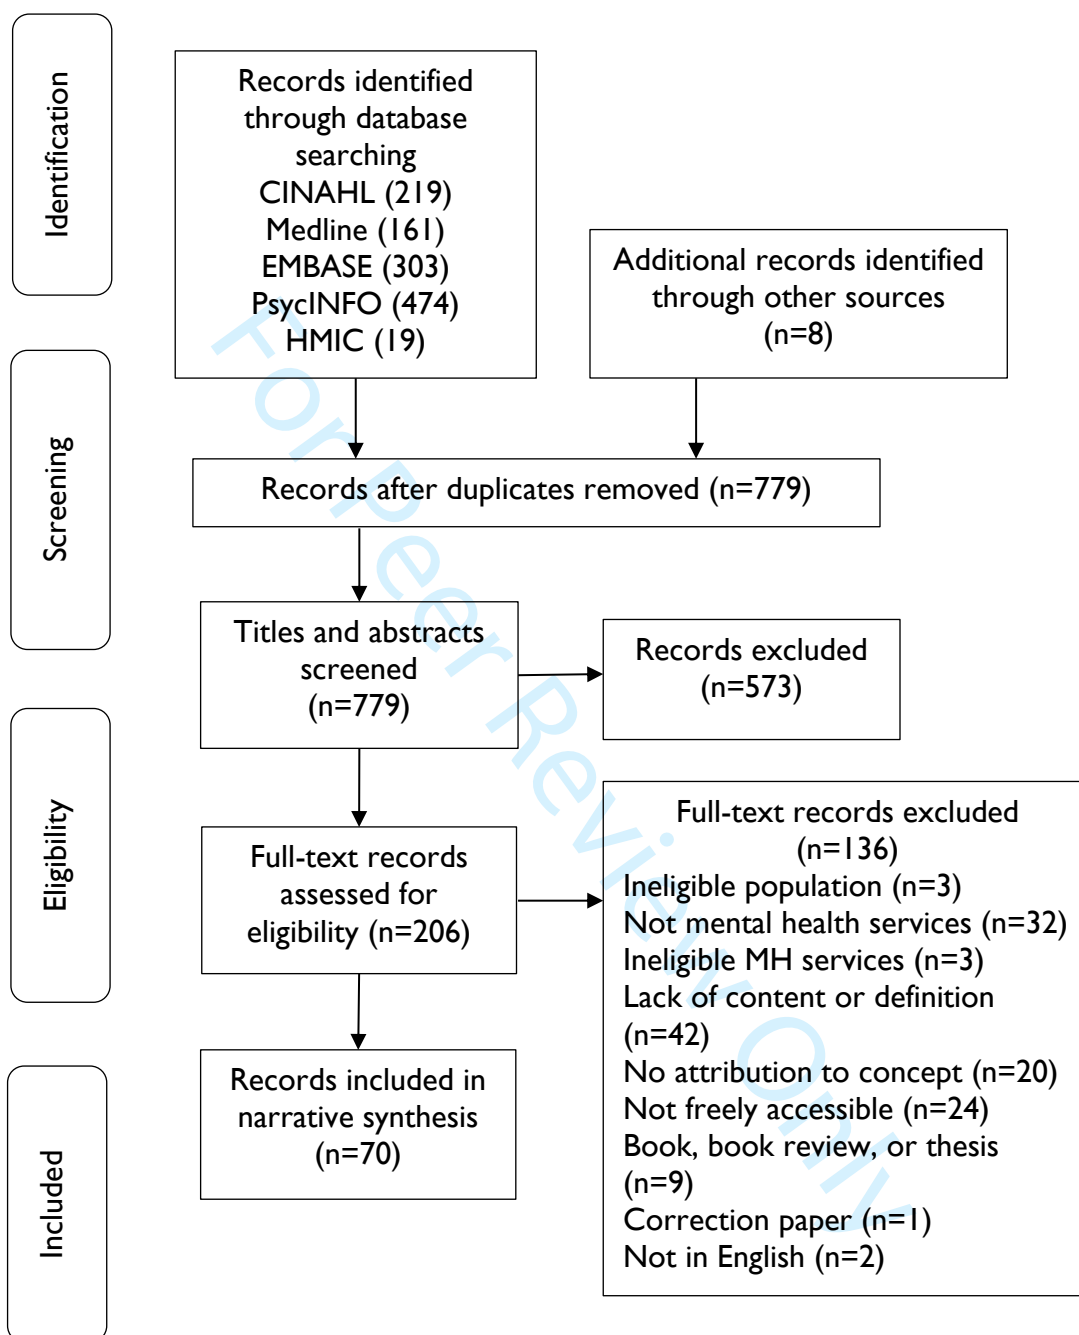 Identification
Records identified
through database
searching
CINAHL (219)
Medline (161)
EMBASE (303)
PsycINFO (474)
HMIC (19)
Additional records identified
through other sources
(n=8)
Screening
Records after duplicates removed (n=779)
Titles and abstracts
screened
(n=779)
Records excluded
(n=573)
Eligibility
Full-text records
assessed for
eligibility (n=206)
Full-text records excluded
(n=136)
Ineligible population (n=3)
Not mental health services (n=32)
Ineligible MH services (n=3)
Lack of content or definition
(n=42)
No attribution to concept (n=20)
Not freely accessible (n=24)
Book, book review, or thesis
(n=9)
Correction paper (n=1)
Not in English (n=2)
Included
Records included in
narrative synthesis
(n=70)
For Peer Review Only